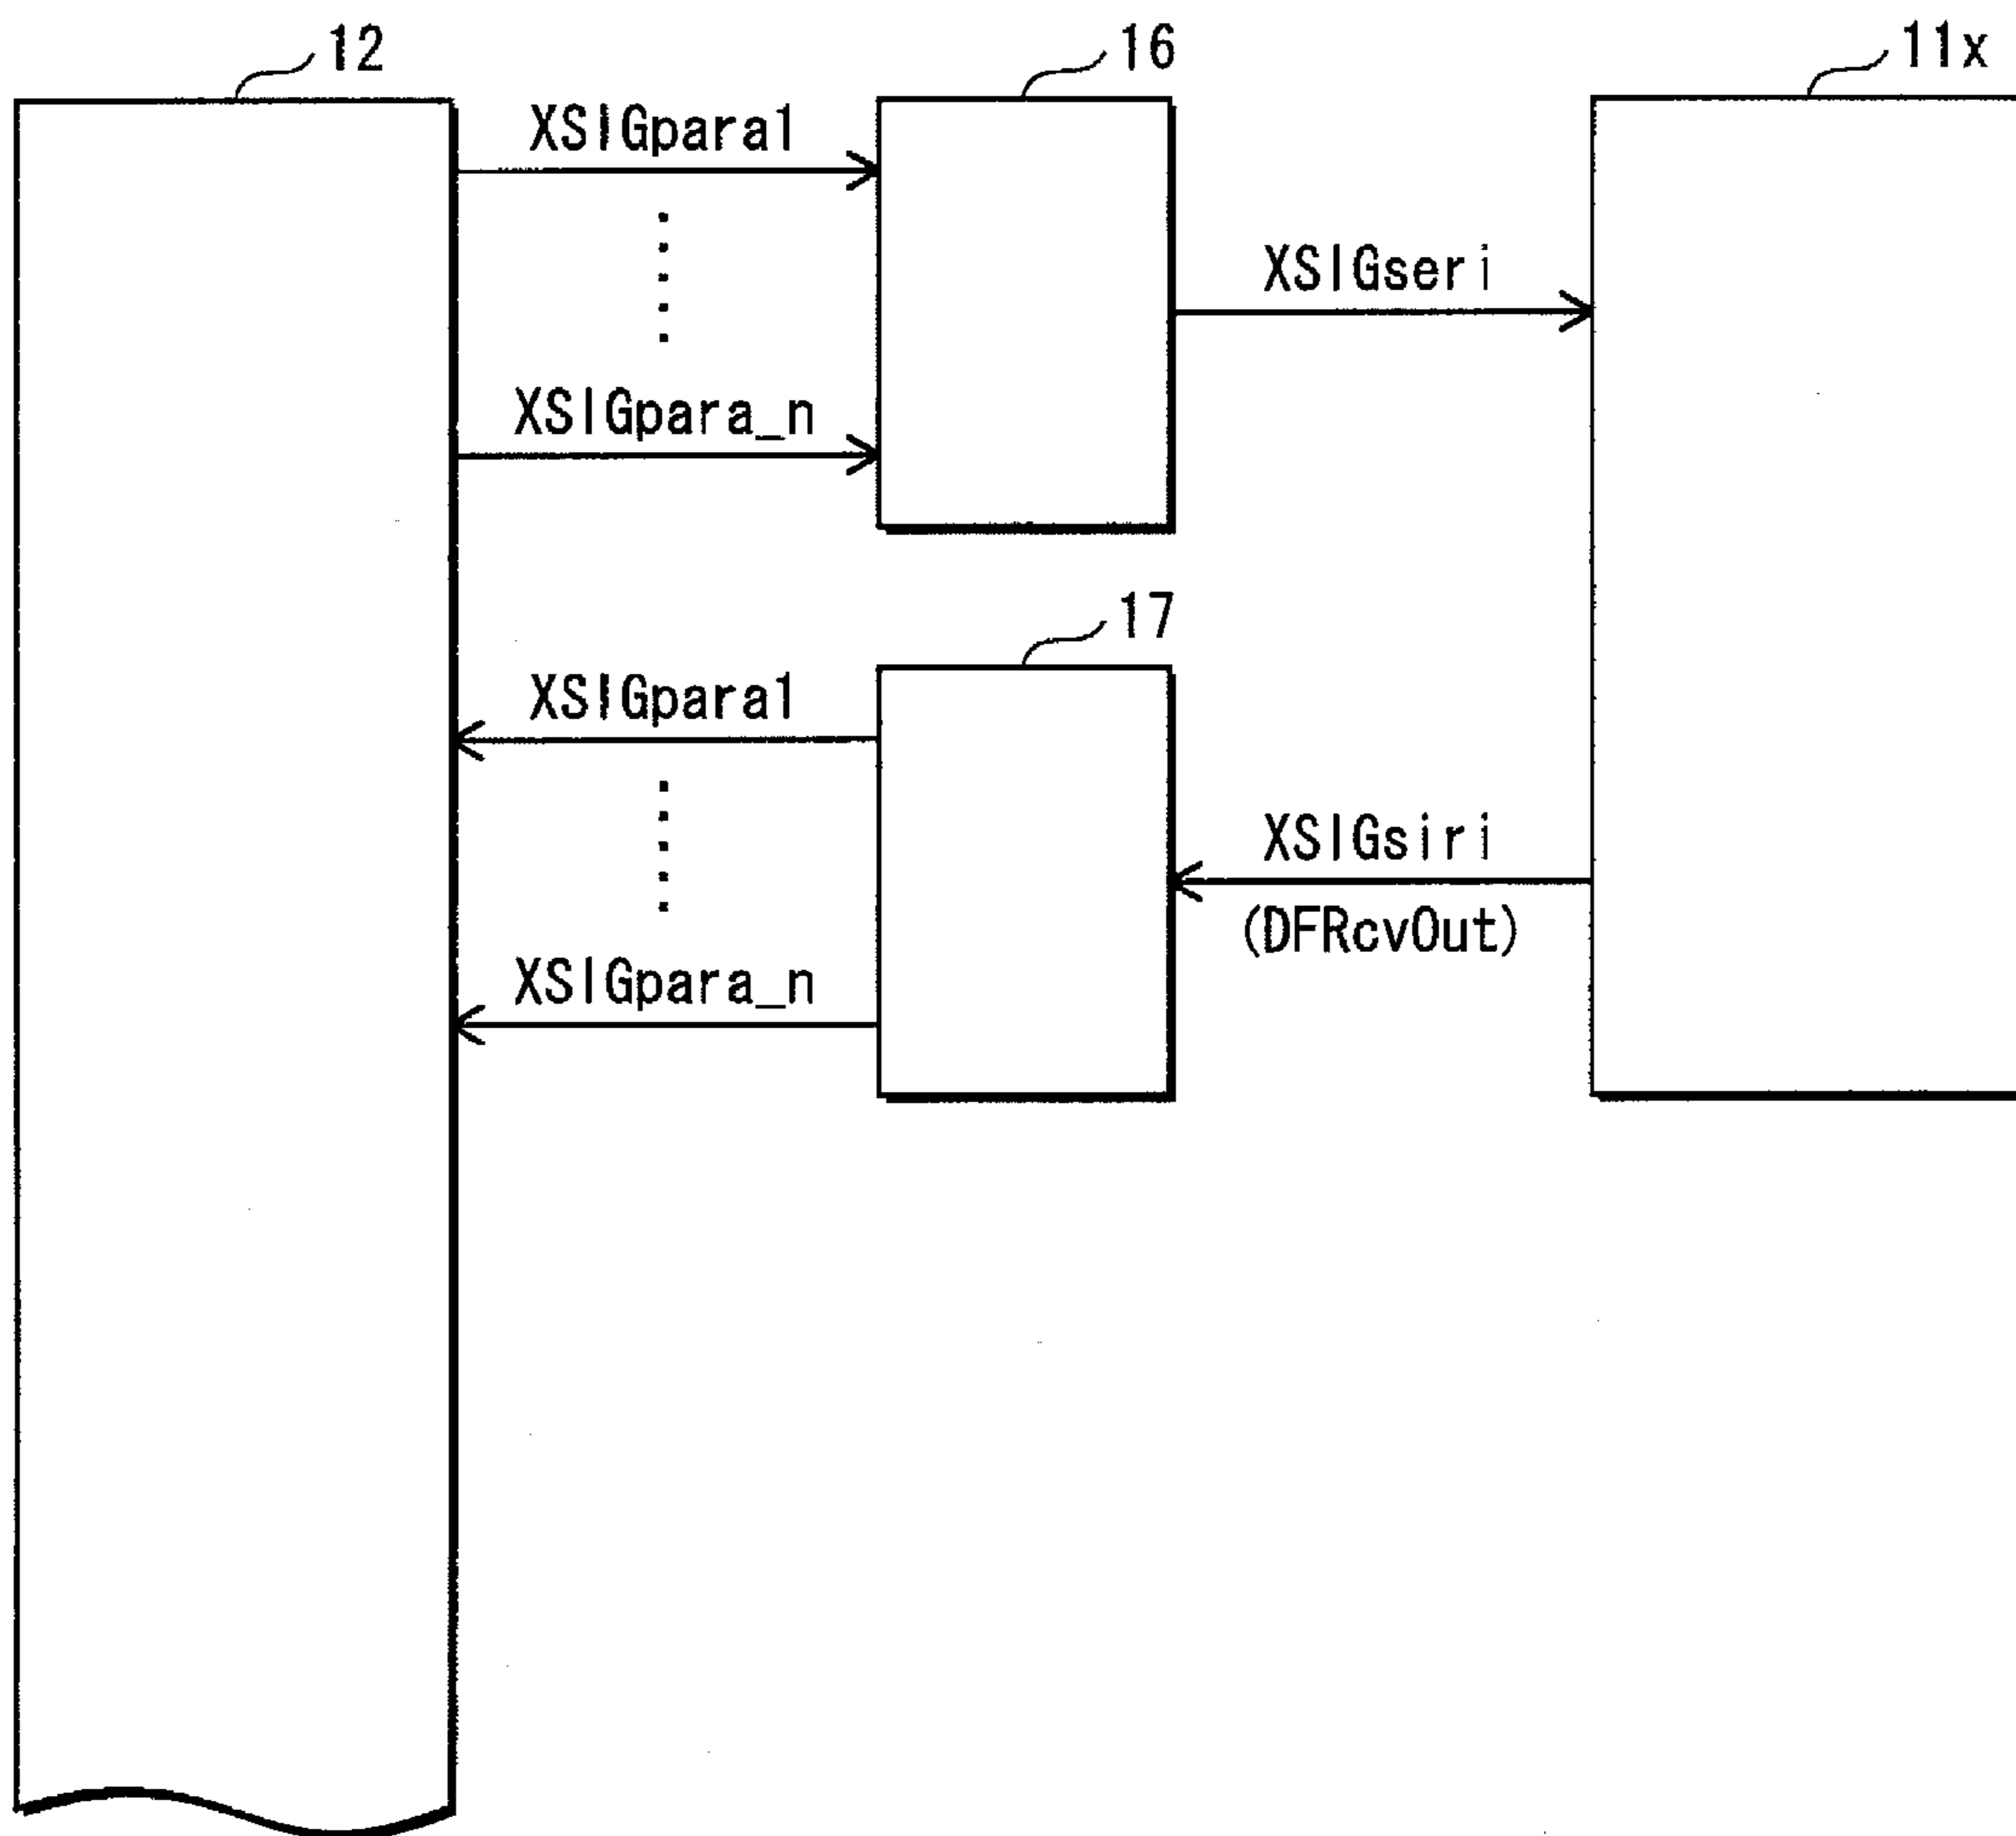 12
16
11x
XSIGpara1
XSIGseri
XSIGpara_n
17
XSIGpara1
XSIGsiri
(DFRcvOut)
XSIGpara_n